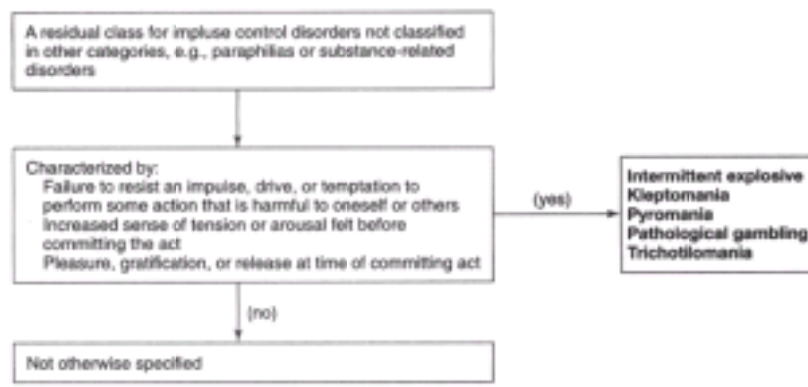 A residual class for impluse control disorders not classified
in other categories, e.g., paraphilias or substance-related
disorders
Characterized by:
Failure to resist an impulse, drive, or temptation to
perform some action that is harmful to oneself or others
Increased sense of tension or arousal felt before
committing the act
Pleasure, gratification, or release at time of committing act
(yes)
Intermittent explosive
Kleptomania
Pyromania
Pathological gambling
Trichotilomania
(no)
Not otherwise specified